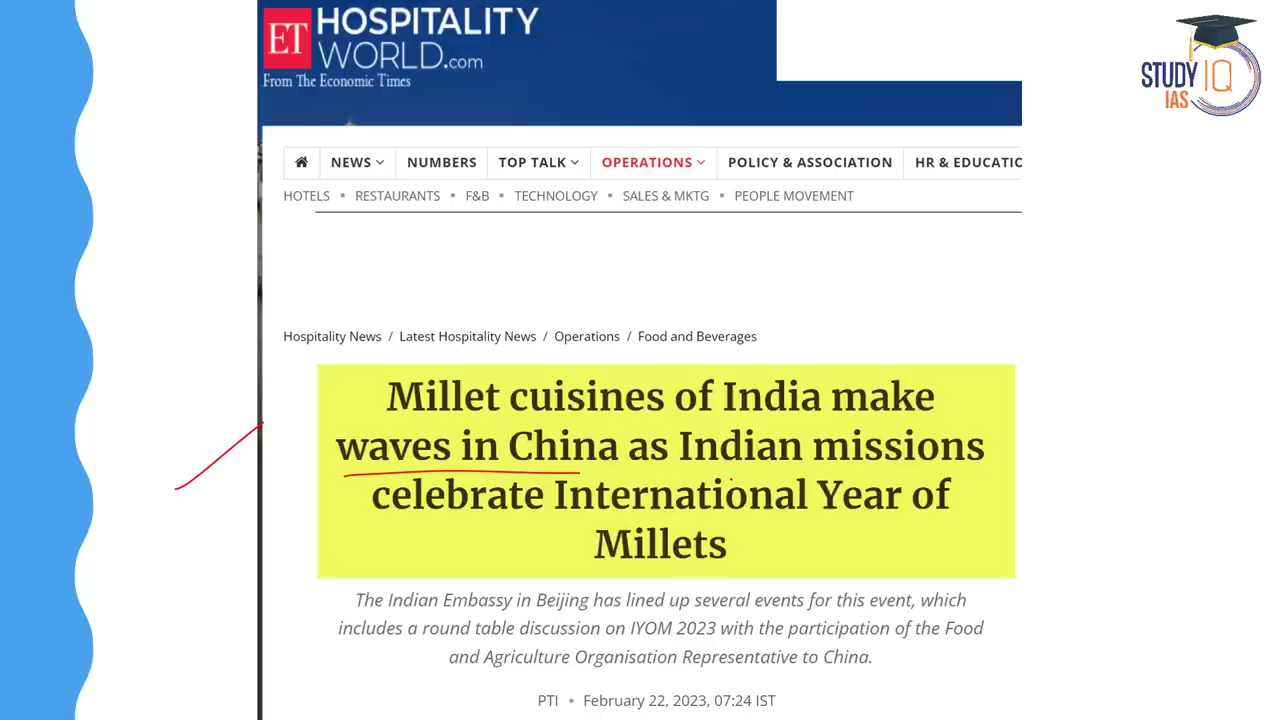 ET HOSPITALITY
WORLD.com
From The Economic Times
STUDY IQ
IAS
NEWS NUMBERS TOP TALK OPERATIONS POLICY & ASSOCIATION HR & EDUCATIO
HOTELS • RESTAURANTS • F&B • TECHNOLOGY • SALES & MKTG • PEOPLE MOVEMENT
Hospitality News / Latest Hospitality News / Operations / Food and Beverages
Millet cuisines of India make
waves in China as Indian missions
celebrate International Year of
Millets
The Indian Embassy in Beijing has lined up several events for this event, which
includes a round table discussion on IYOM 2023 with the participation of the Food
and Agriculture Organisation Representative to China.
PTI • February 22, 2023, 07:24 IST